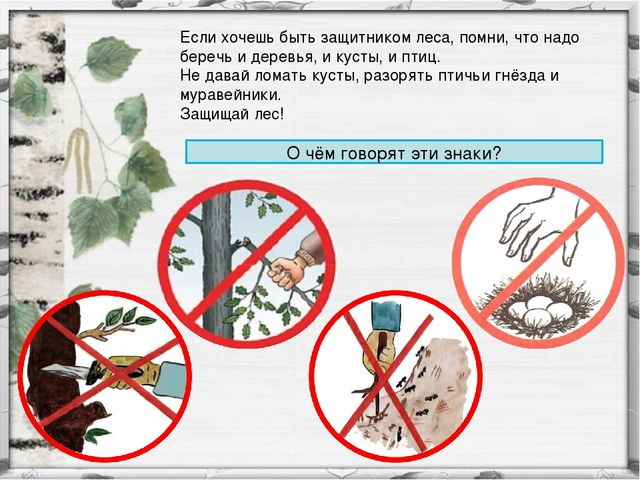 Если хочешь быть защитником леса, помни, что надо
беречь и деревья, и кусты, и птиц.
Не давай ломать кусты, разорять птичьи гнёзда и
муравейники.
Защищай лес!
О чём говорят эти знаки?